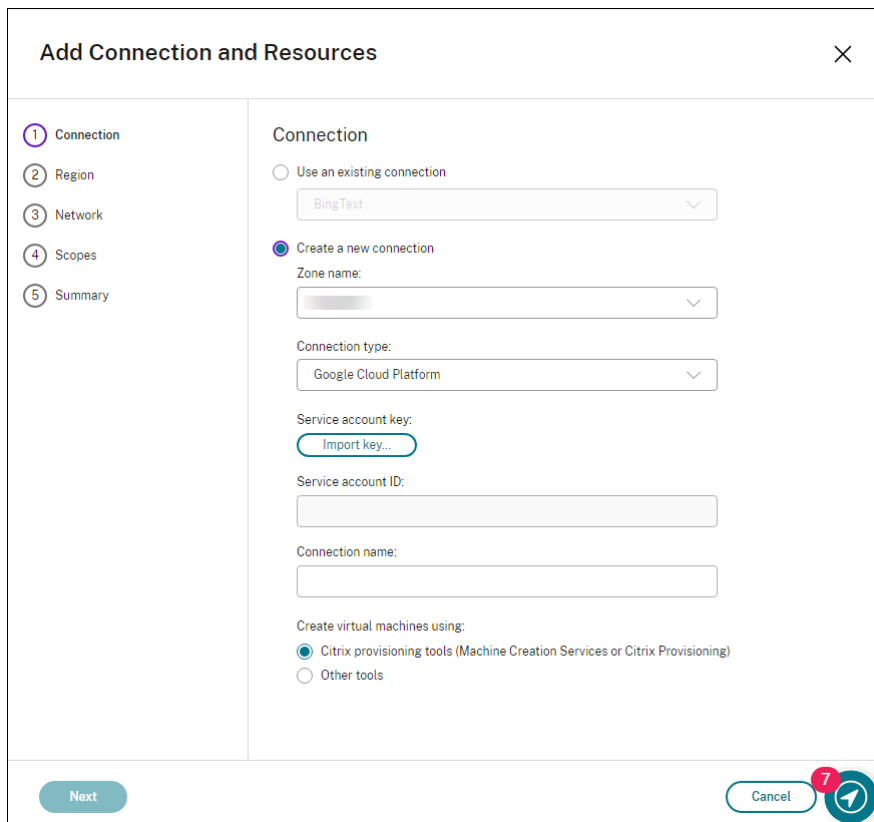 Add Connection and Resources
1 Connection
2 Region
3 Network
4 Scopes
5 Summary
Connection
Use an existing connection
BingTest
Create a new connection
Zone name:
Connection type:
Google Cloud Platform
Service account key:
Import key...
Service account ID:
Connection name:
Create virtual machines using:
Citrix provisioning tools (Machine Creation Services or Citrix Provisioning)
Other tools
Next
Cancel
7